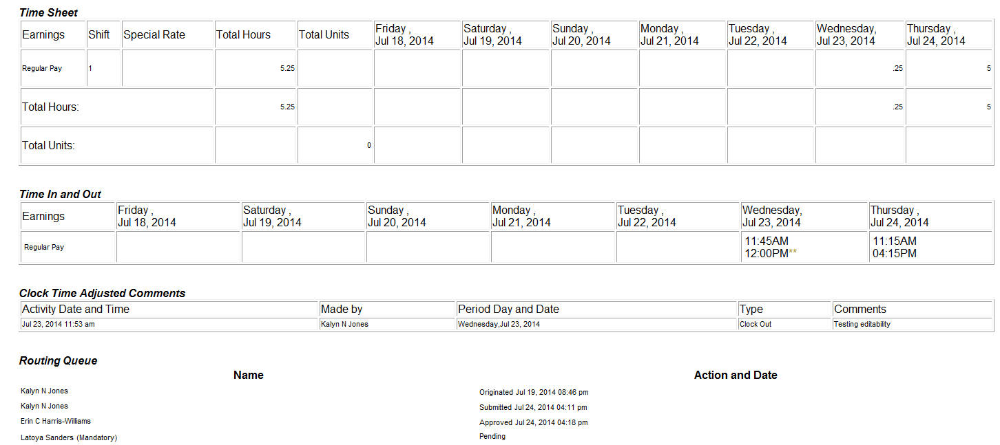 Time Sheet
Earnings Shift Special Rate Total Hours Total Units Friday , Saturday , Sunday , Monday , Tuesday , Wednesday, Thursday ,
Jul 18, 2014 Jul 19, 2014 Jul 20, 2014 Jul 21, 2014 Jul 22, 2014 Jul 23, 2014 Jul 24, 2014
Regular Pay 1 5.25 .25 5
Total Hours: 5.25 .25 5
Total Units: 0
Time In and Out
Earnings Friday , Saturday , Sunday , Monday , Tuesday , Wednesday, Thursday ,
Jul 18, 2014 Jul 19, 2014 Jul 20, 2014 Jul 21, 2014 Jul 22, 2014 Jul 23, 2014 Jul 24, 2014
Regular Pay 11:45AM 11:15AM
12:00PM** 04:15PM
Clock Time Adjusted Comments
Activity Date and Time Made by Period Day and Date Type Comments
Jul 23, 2014 11:53 am Kalyn N Jones Wednesday,Jul 23, 2014 Clock Out Testing editability
Routing Queue
Name Action and Date
Kalyn N Jones Originated Jul 19, 2014 08:46 pm
Kalyn N Jones Submitted Jul 24, 2014 04:11 pm
Erin C Harris-Williams Approved Jul 24, 2014 04:18 pm
Latoya Sanders (Mandatory) Pending